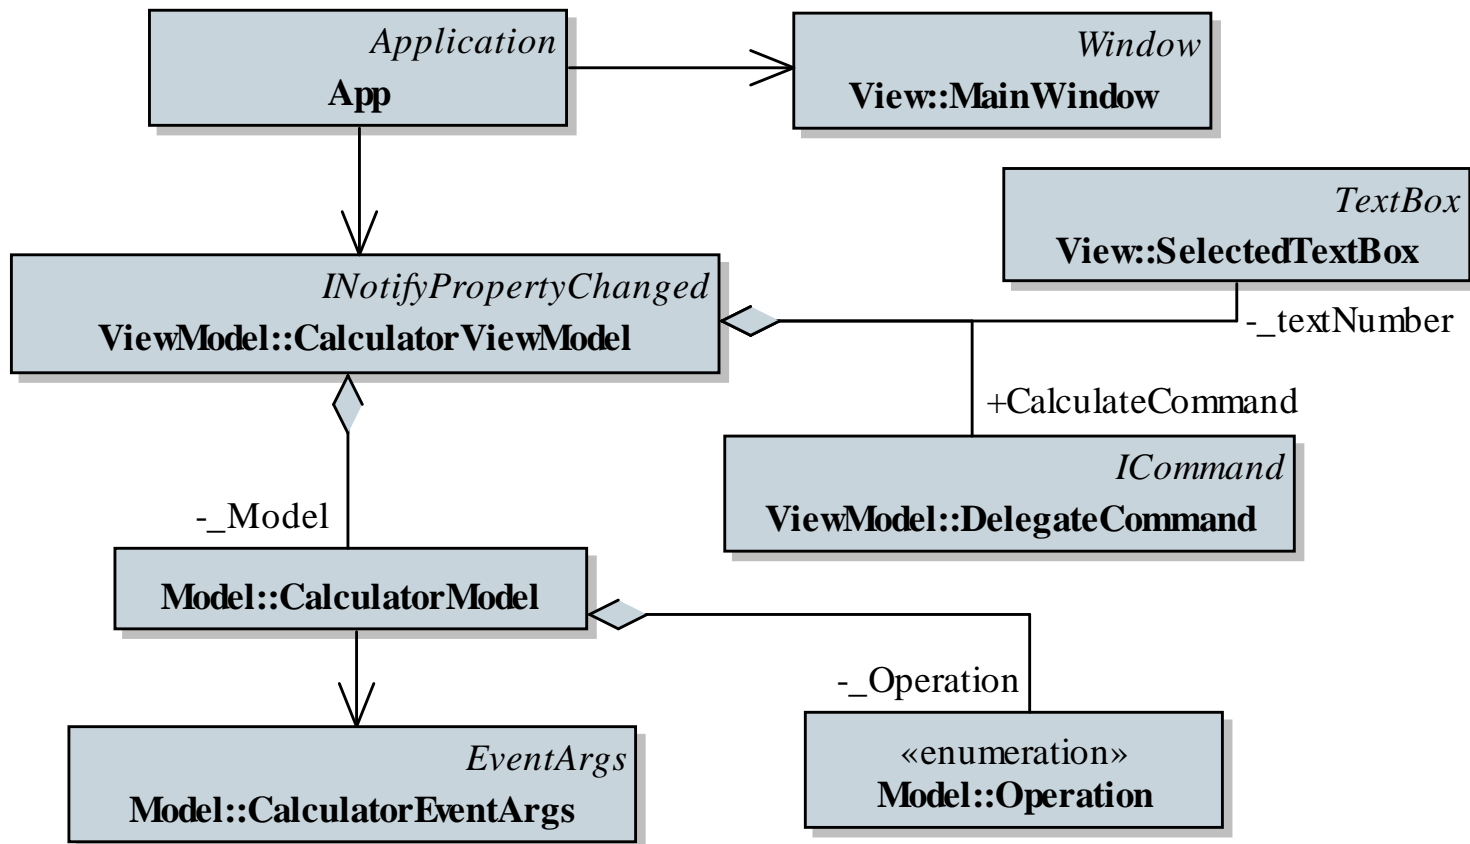 Application
App
Window
View::MainWindow
TextBox
View::SelectedTextBox
INotifyPropertyChanged
ViewModel::CalculatorViewModel
-_textNumber
+CalculateCommand
ICommand
ViewModel::DelegateCommand
-_Model
Model::CalculatorModel
-_Operation
EventArgs
Model::CalculatorEventArgs
«enumeration»
Model::Operation